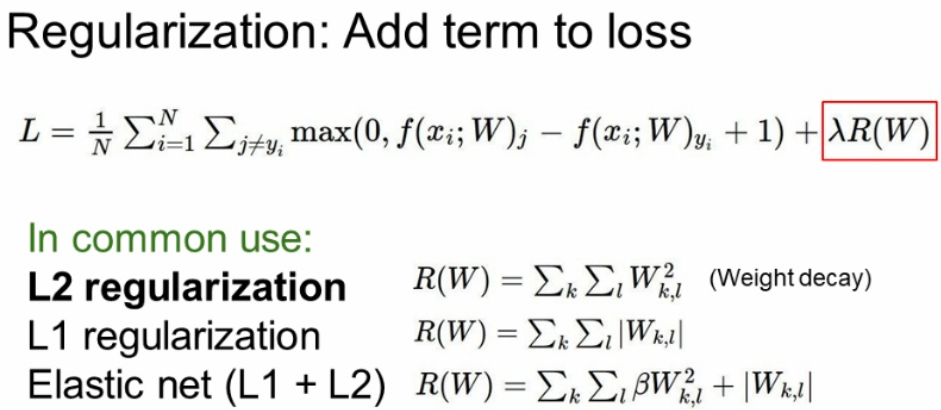 Regularization: Add term to loss
L = \frac{1}{N} \sum_{i=1}^{N} \sum_{j \neq y_i} \max(0, f(x_i; W)_j - f(x_i; W)_{y_i} + 1) + \lambda R(W)
In common use:
L2 regularization R(W) = \sum_k \sum_l W_{k,l}^2 (Weight decay)
L1 regularization R(W) = \sum_k \sum_l |W_{k,l}|
Elastic net (L1 + L2) R(W) = \sum_k \sum_l \beta W_{k,l}^2 + |W_{k,l}|